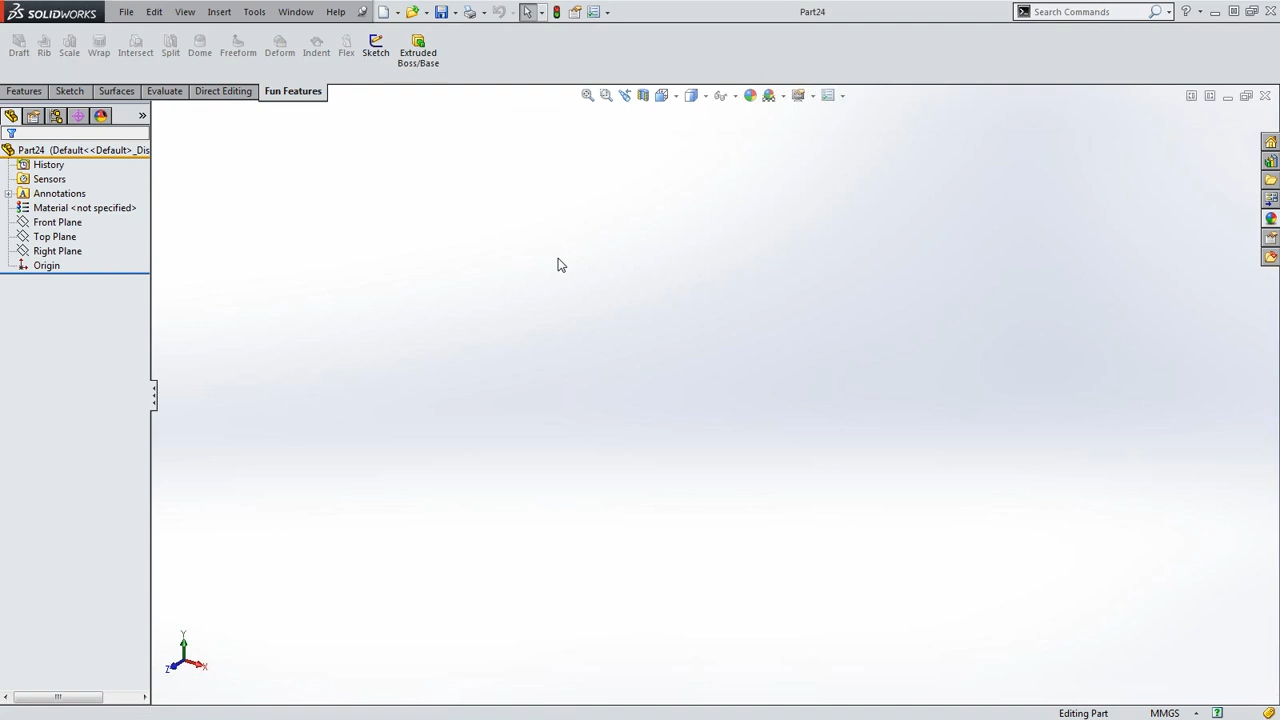 SOLIDWORKS File Edit View Insert Tools Window Help Part24 Search Commands
Draft Rib Scale Wrap Intersect Split Dome Freeform Deform Indent Flex Sketch Extruded
Boss/Base
Features Sketch Surfaces Evaluate Direct Editing Fun Features
Part24 (Default<<Default>_Dis
History
Sensors
Annotations
Material <not specified>
Front Plane
Top Plane
Right Plane
Origin
Y
Z X
Editing Part MMGS